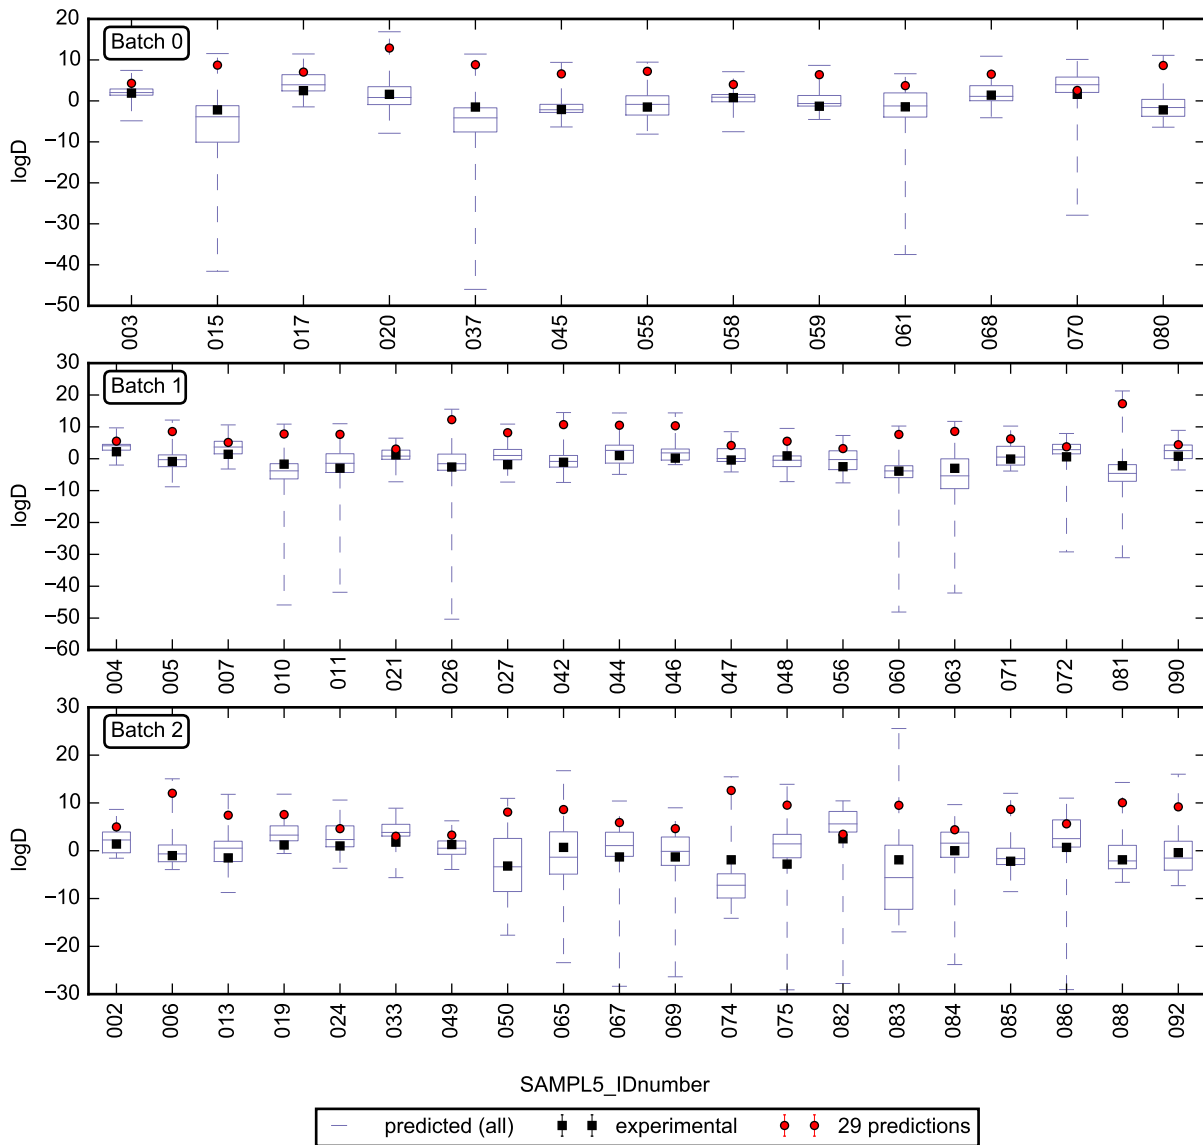 Batch 0
20
10
0
−10
−20
−30
−40
−50
logD
003 015 017 020 037 045 055 058 059 061 068 070 080
Batch 1
30
20
10
0
−10
−20
−30
−40
−50
−60
logD
004 005 007 010 011 021 026 027 042 044 046 047 048 056 060 063 071 072 081 090
Batch 2
30
20
10
0
−10
−20
−30
logD
002 006 013 019 024 033 049 050 065 067 069 074 075 082 083 084 085 086 088 092
SAMPL5_IDnumber
predicted (all) experimental 29 predictions